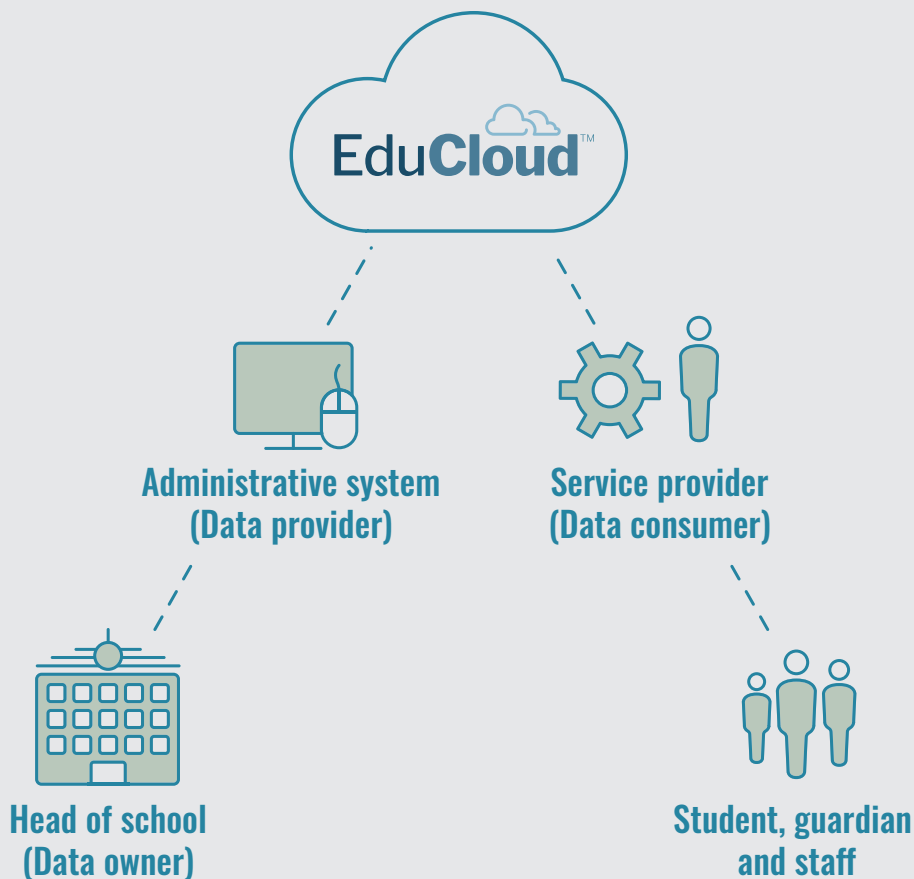 EduCloud™
Administrative system
(Data provider)
Service provider
(Data consumer)
Head of school
(Data owner)
Student, guardian
and staff